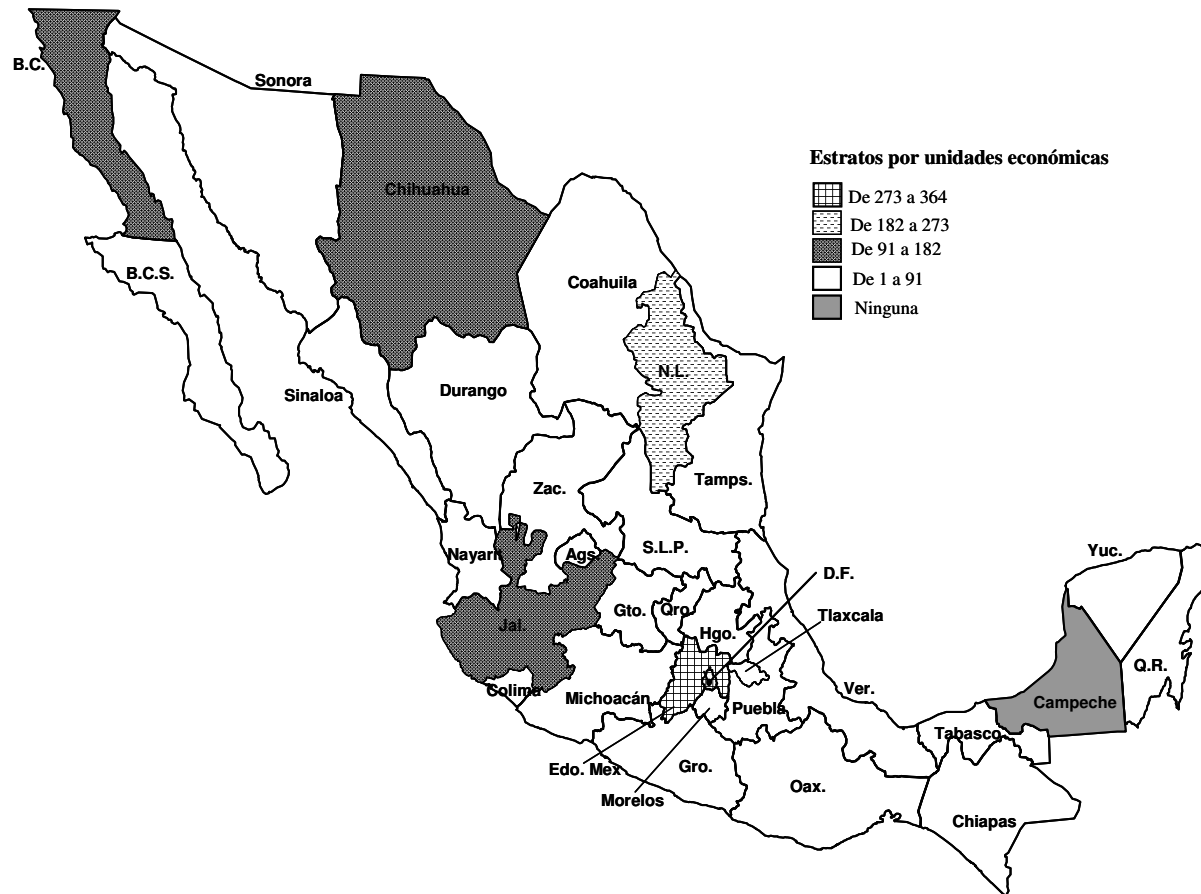 B.C.
Sonora
Chihuahua
B.C.S.
Coahuila
Sinaloa
Durango
N.L.
Zac.
Tamps.
Nayarit
Ags.
S.L.P.
Jal.
Gto.
Qro.
Hgo.
D.F.
Tlaxcala
Colima
Michoacán
Puebla
Ver.
Edo. Mex
Morelos
Gro.
Oax.
Yuc.
Q.R.
Campeche
Tabasco
Chiapas
Estratos por unidades económicas
De 273 a 364
De 182 a 273
De 91 a 182
De 1 a 91
Ninguna